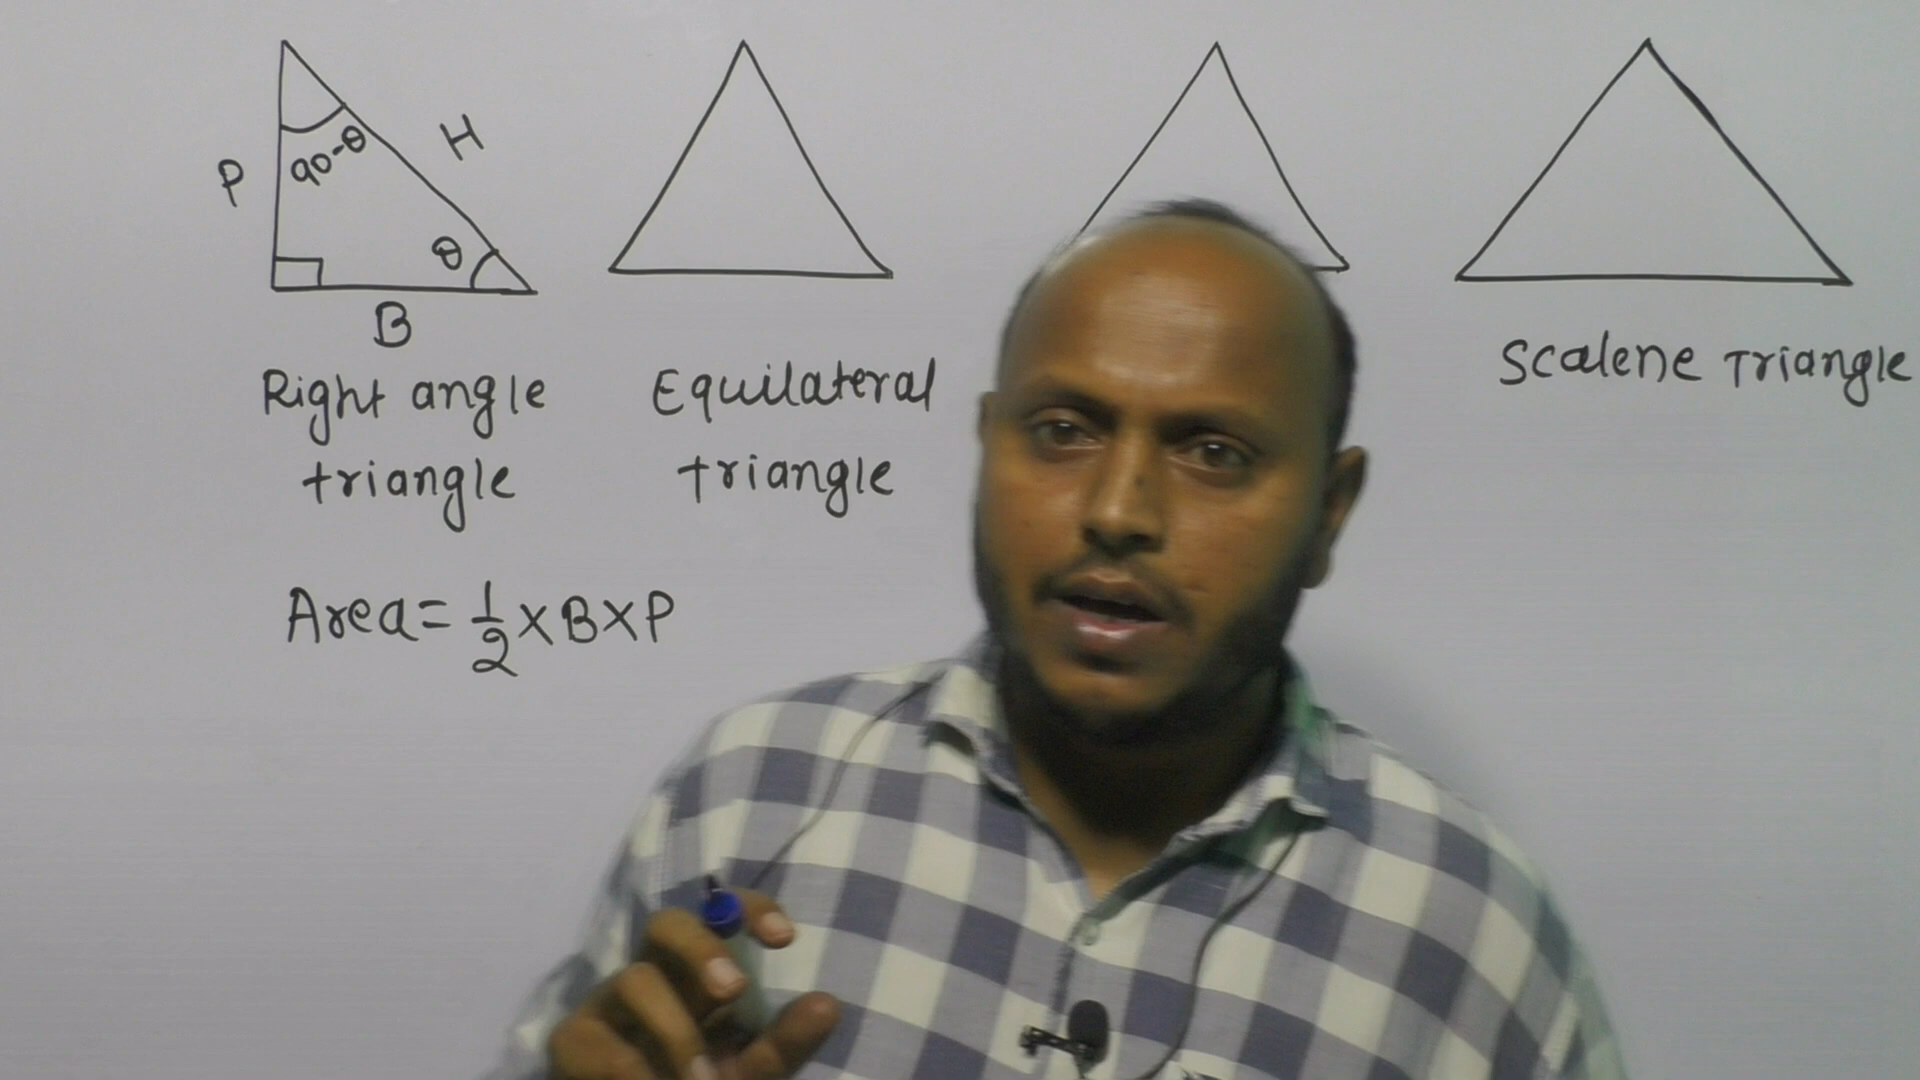 P
90-θ
H
θ
B
Right angle
triangle
Equilateral
triangle
Scalene Triangle
Area = 1/2 × B × P